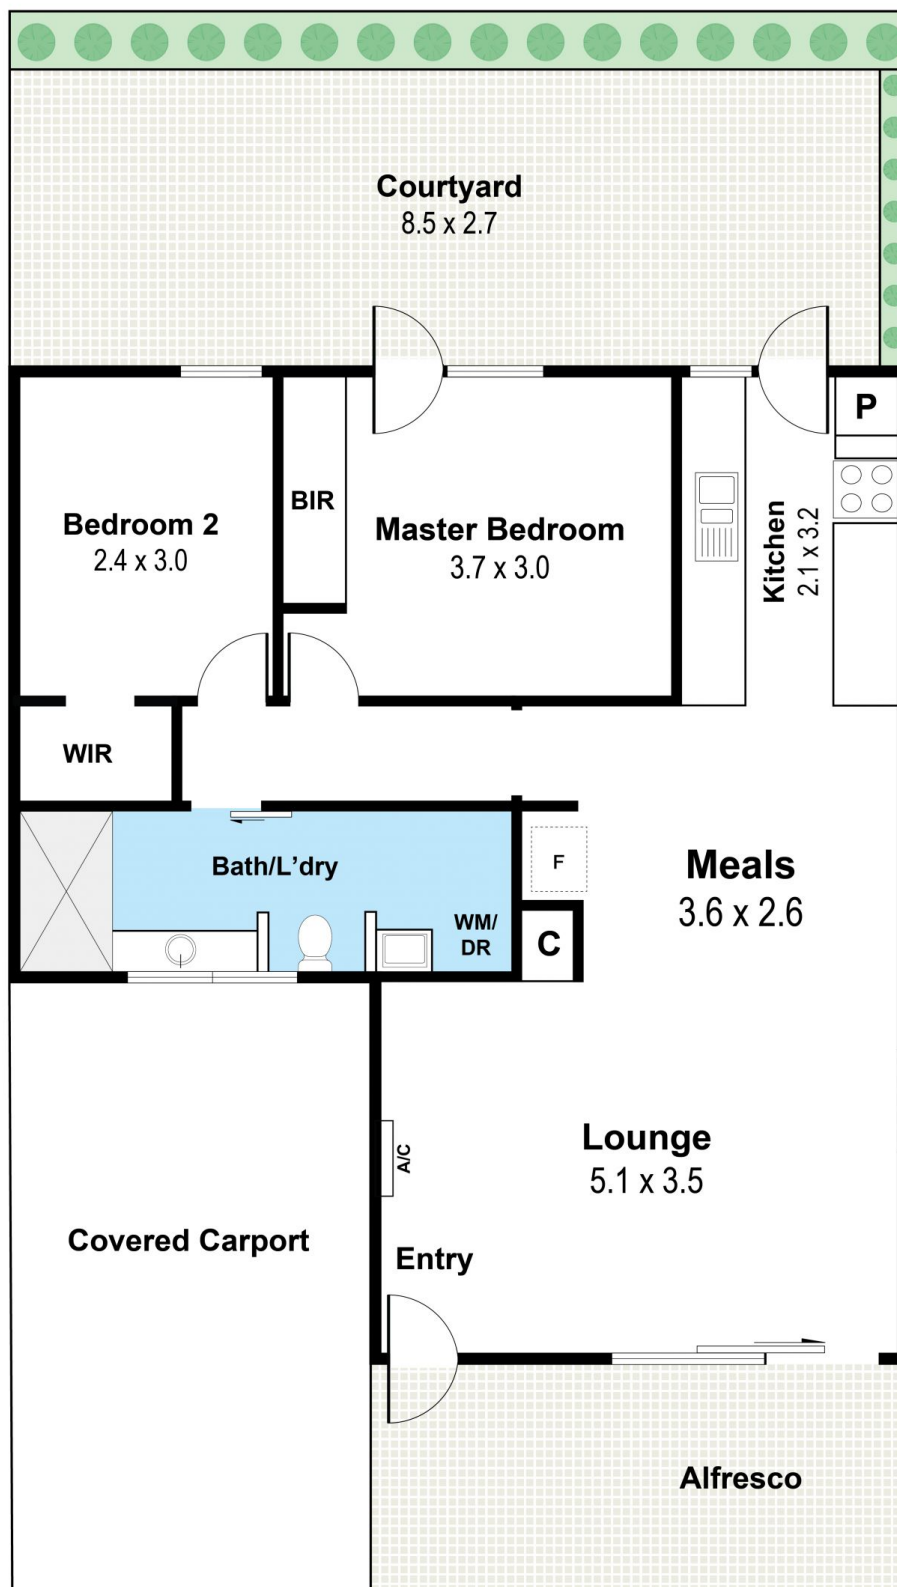 Courtyard
8.5 x 2.7
P
BIR
Bedroom 2
2.4 x 3.0
Master Bedroom
3.7 x 3.0
Kitchen
2.1 x 3.2
WIR
Bath/L'dry
F
Meals
3.6 x 2.6
WM/
DR
C
Lounge
5.1 x 3.5
A/C
Covered Carport
Entry
Alfresco